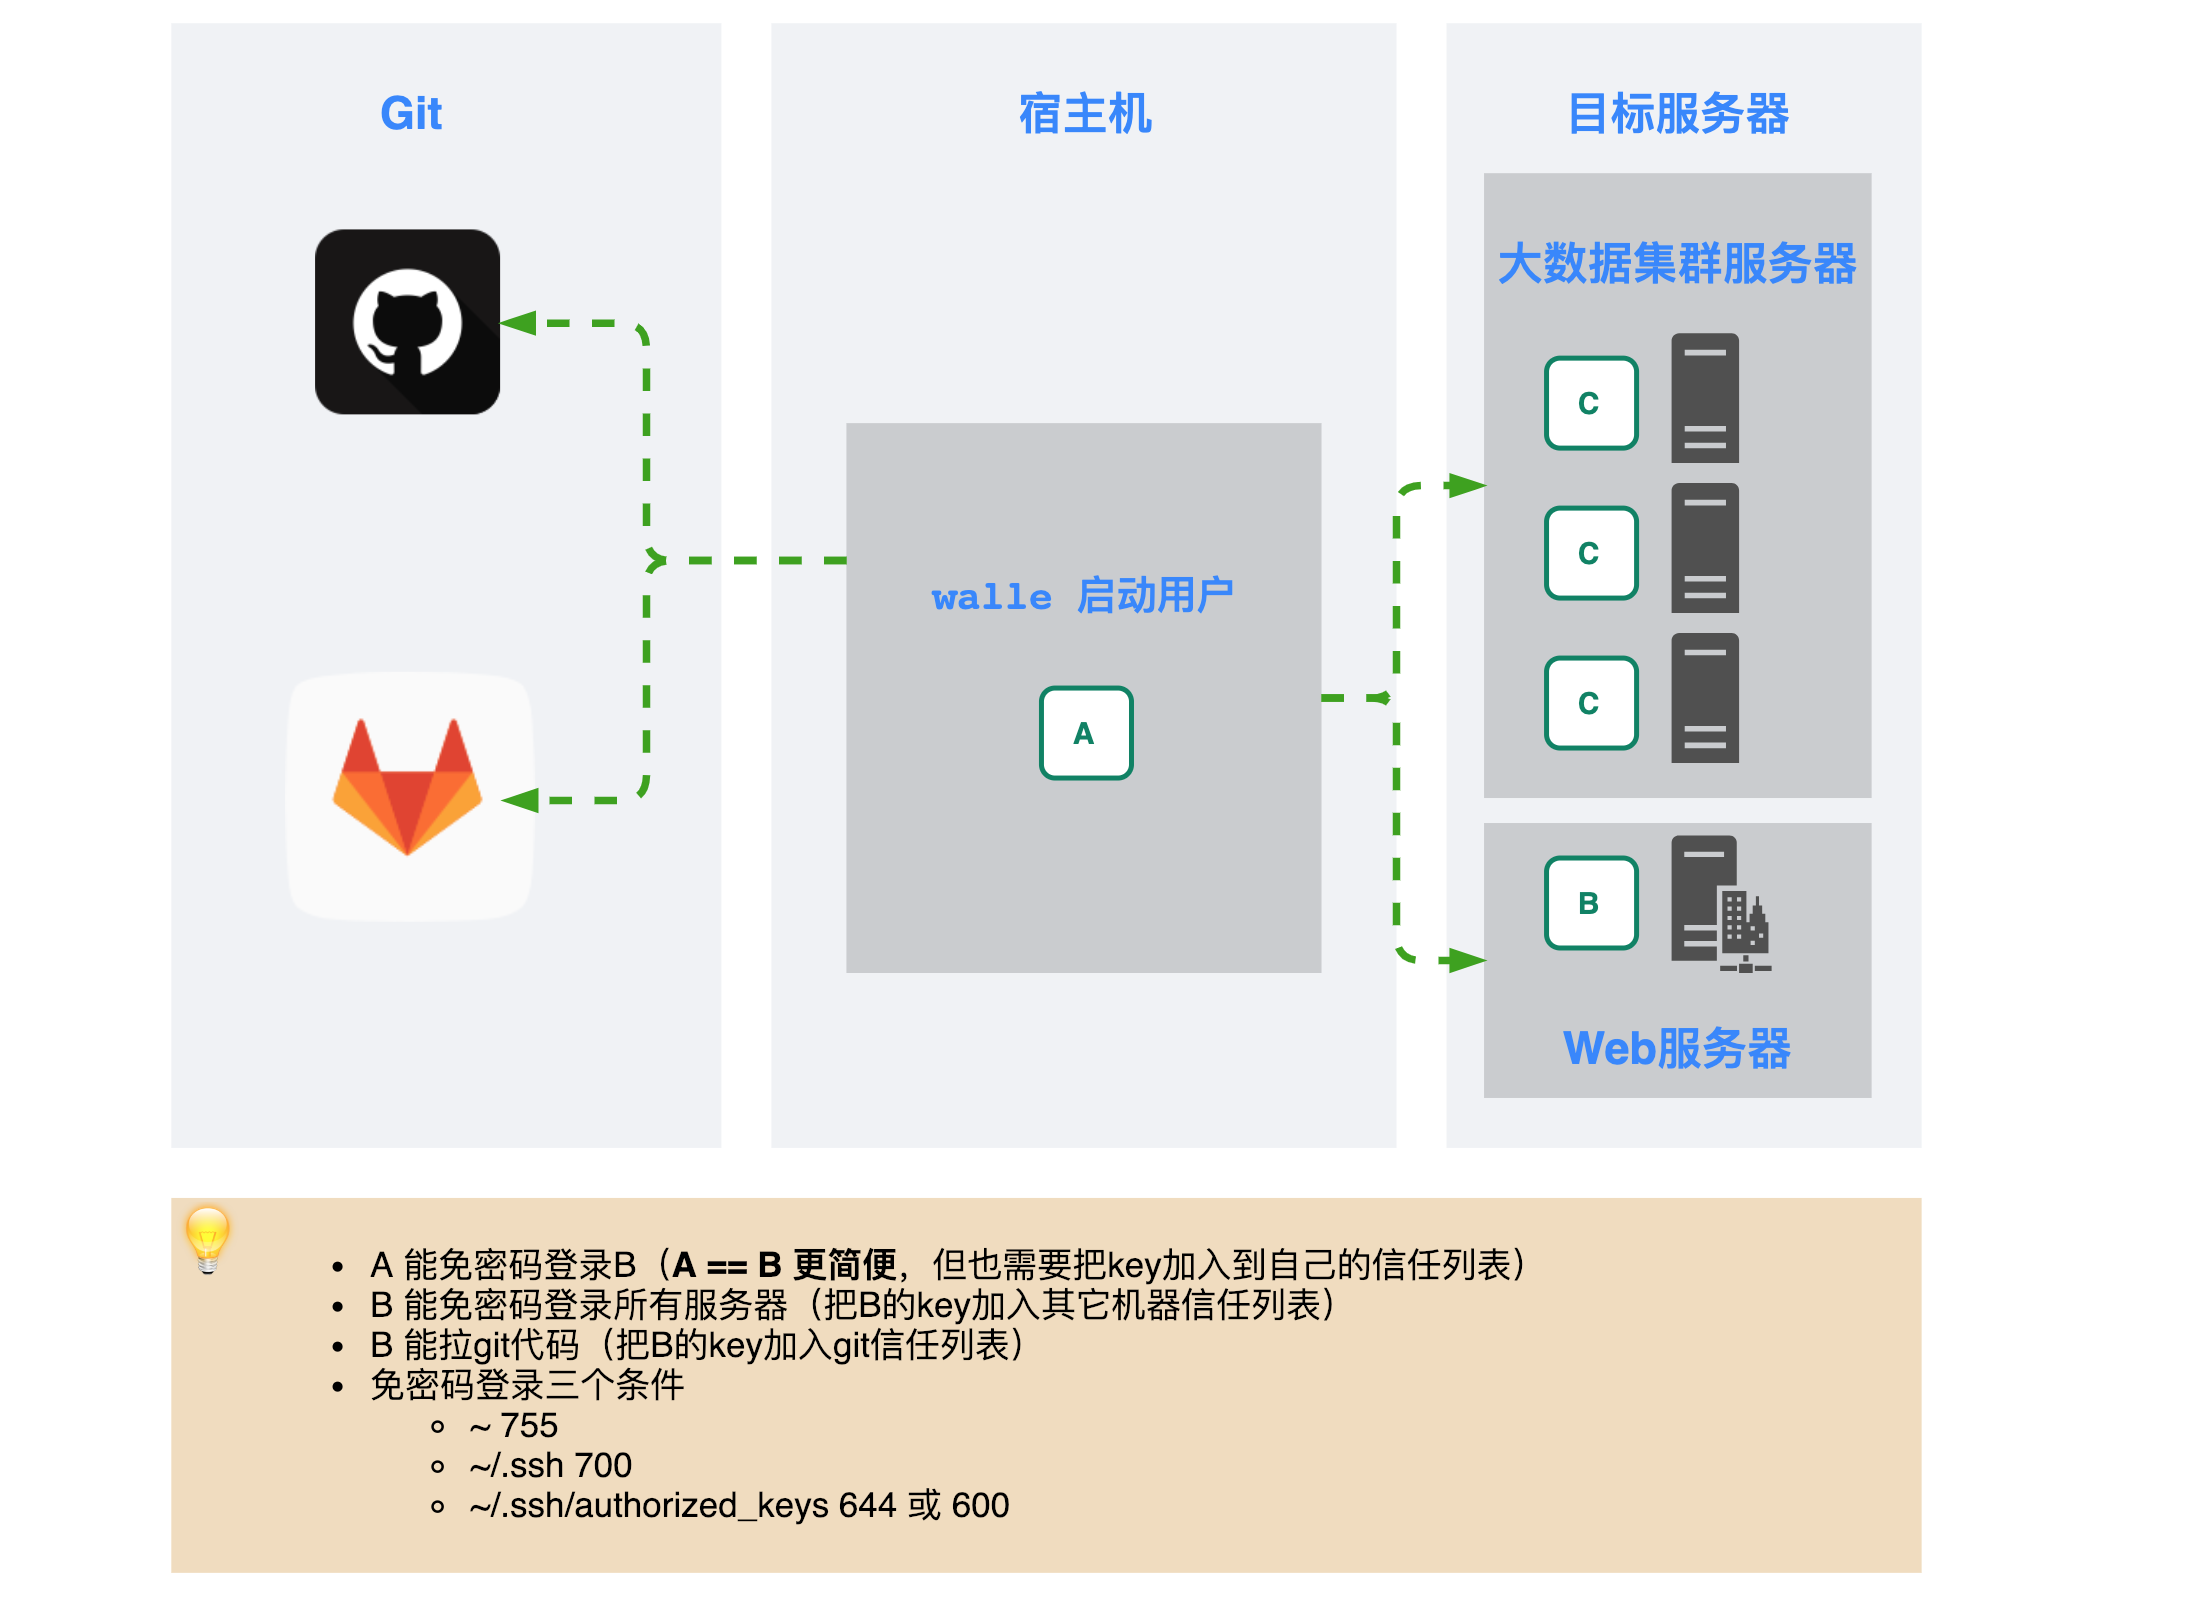 Git
宿主机
目标服务器
大数据集群服务器
C
C
walle 启动用户
C
A
B
Web服务器
A 能免密码登录B（A == B 更简便，但也需要把key加入到自己的信任列表）
B 能免密码登录所有服务器（把B的key加入其它机器信任列表）
B 能拉git代码（把B的key加入git信任列表）
免密码登录三个条件
~ 755
~/.ssh 700
~/.ssh/authorized_keys 644 或 600